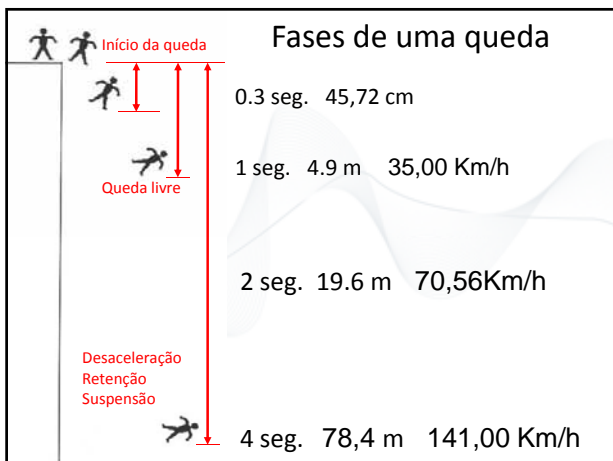 Fases de uma queda
Início da queda
0.3 seg. 45,72 cm
1 seg. 4.9 m 35,00 Km/h
Queda livre
2 seg. 19.6 m 70,56Km/h
Desaceleração
Retenção
Suspensão
4 seg. 78,4 m 141,00 Km/h